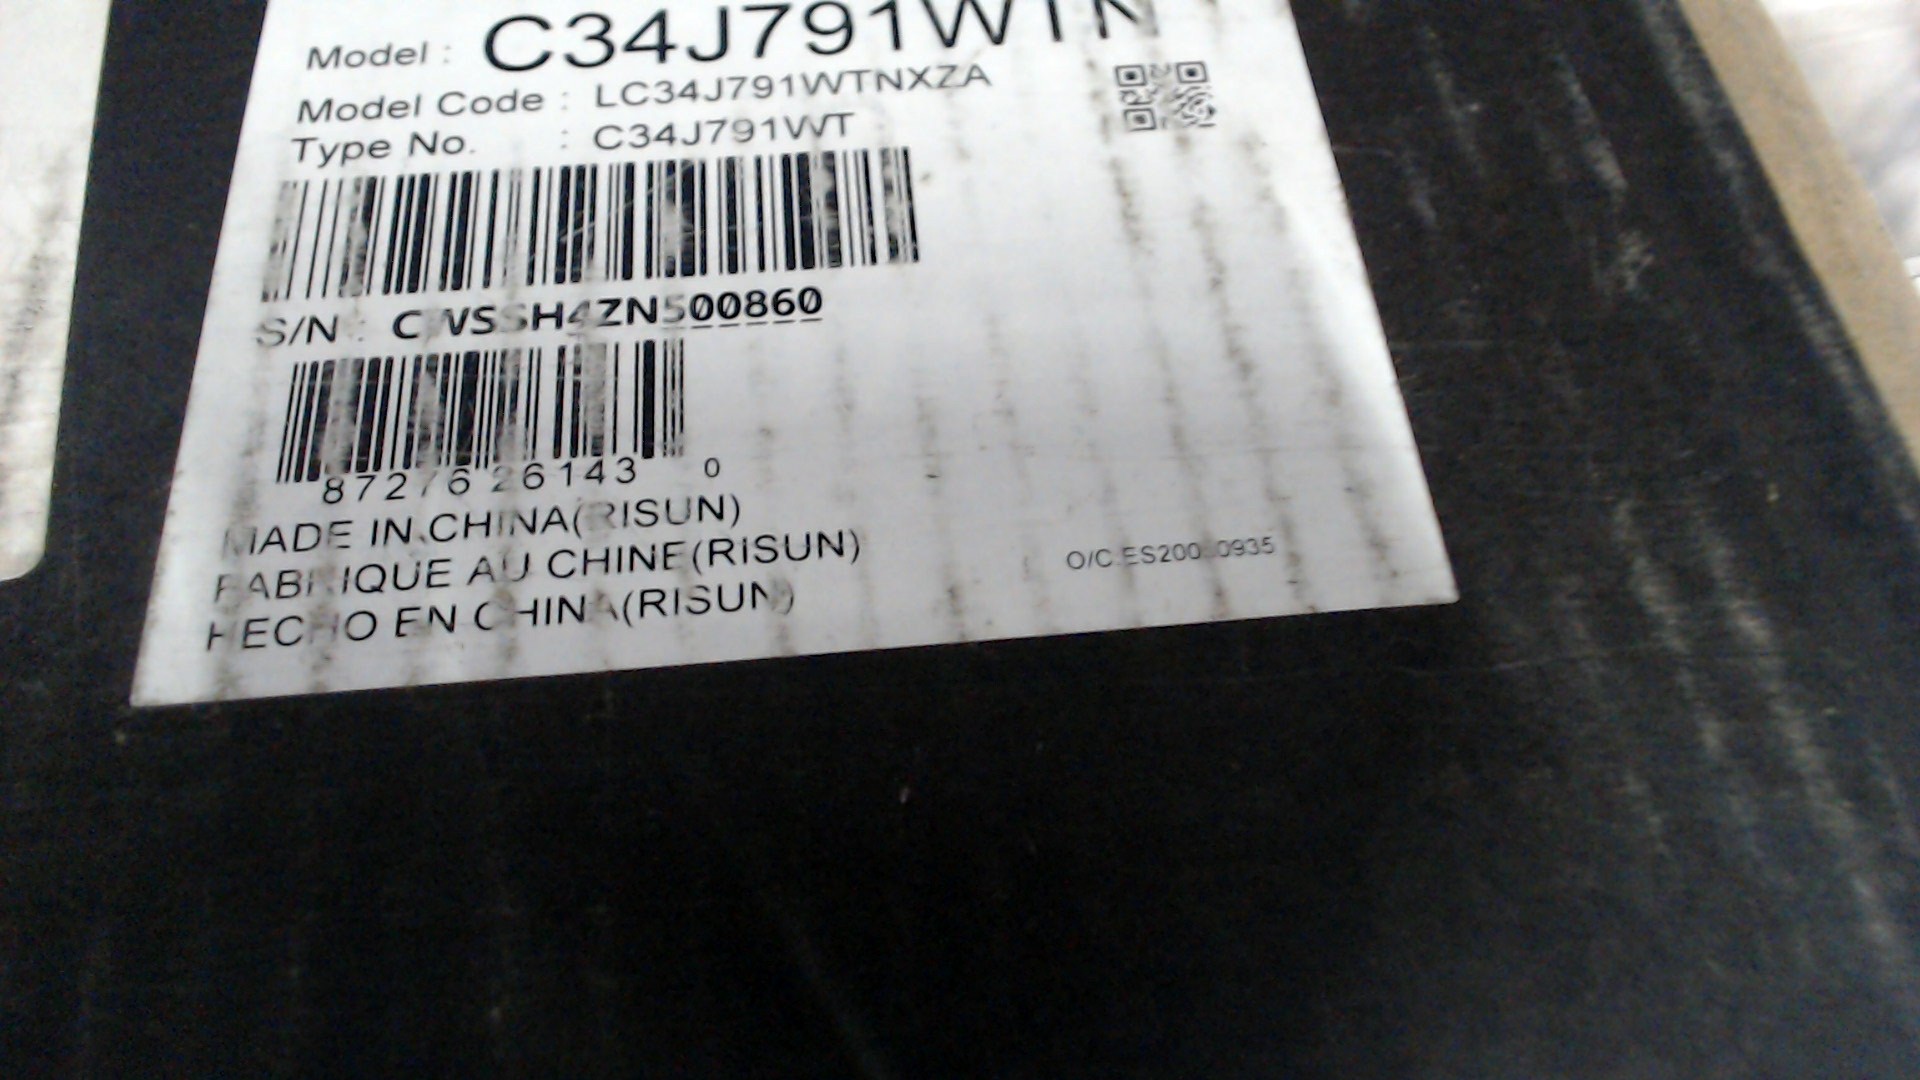 Model : C34J791WTN
Model Code : LC34J791WTNXZA
Type No. : C34J791WT
S/N :
0
MADE IN CHINA(RISUN)
FABRIQUE AU CHINE(RISUN)
HECHO EN CHINA(RISUN)
O/C